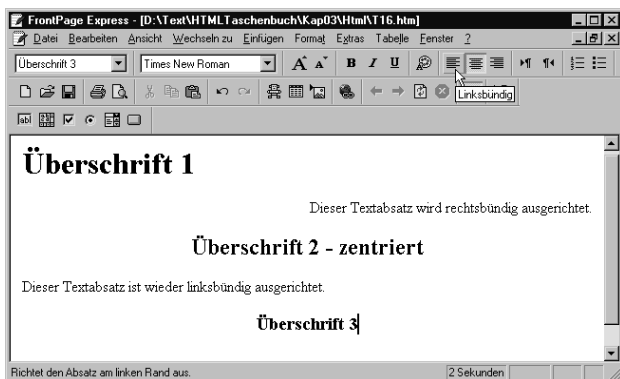 FrontPage Express - [D:\Text\HTMLTaschenbuch\Kap03\Html\T16.htm]
Datei Bearbeiten Ansicht Wechseln zu Einfügen Format Extras Tabelle Fenster ?
Überschrift 3 Times New Roman A A B I U
Linksbündig
abl
Überschrift 1
Dieser Textabsatz wird rechtsbündig ausgerichtet.
Überschrift 2 - zentriert
Dieser Textabsatz ist wieder linksbündig ausgerichtet.
Überschrift 3
Richtet den Absatz am linken Rand aus. 2 Sekunden